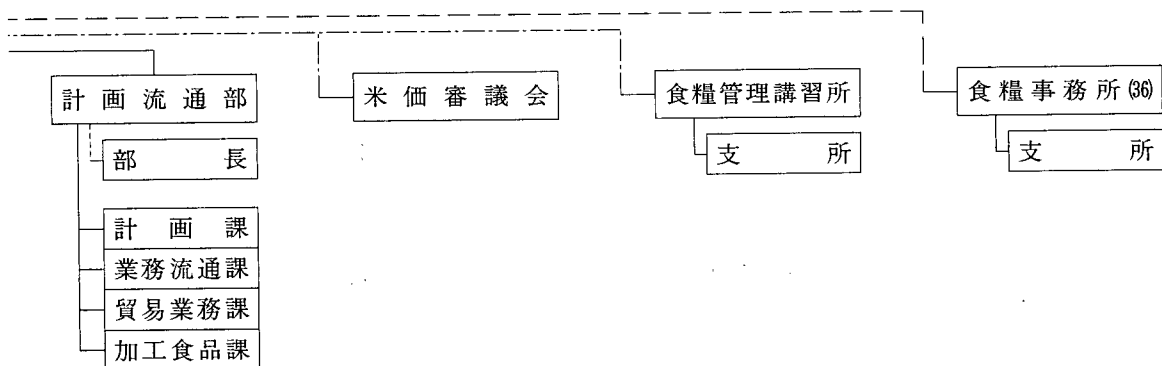 計画流通部
米価審議会
食糧管理講習所
食糧事務所(36)
部長
支所
支所
計画課
業務流通課
貿易業務課
加工食品課